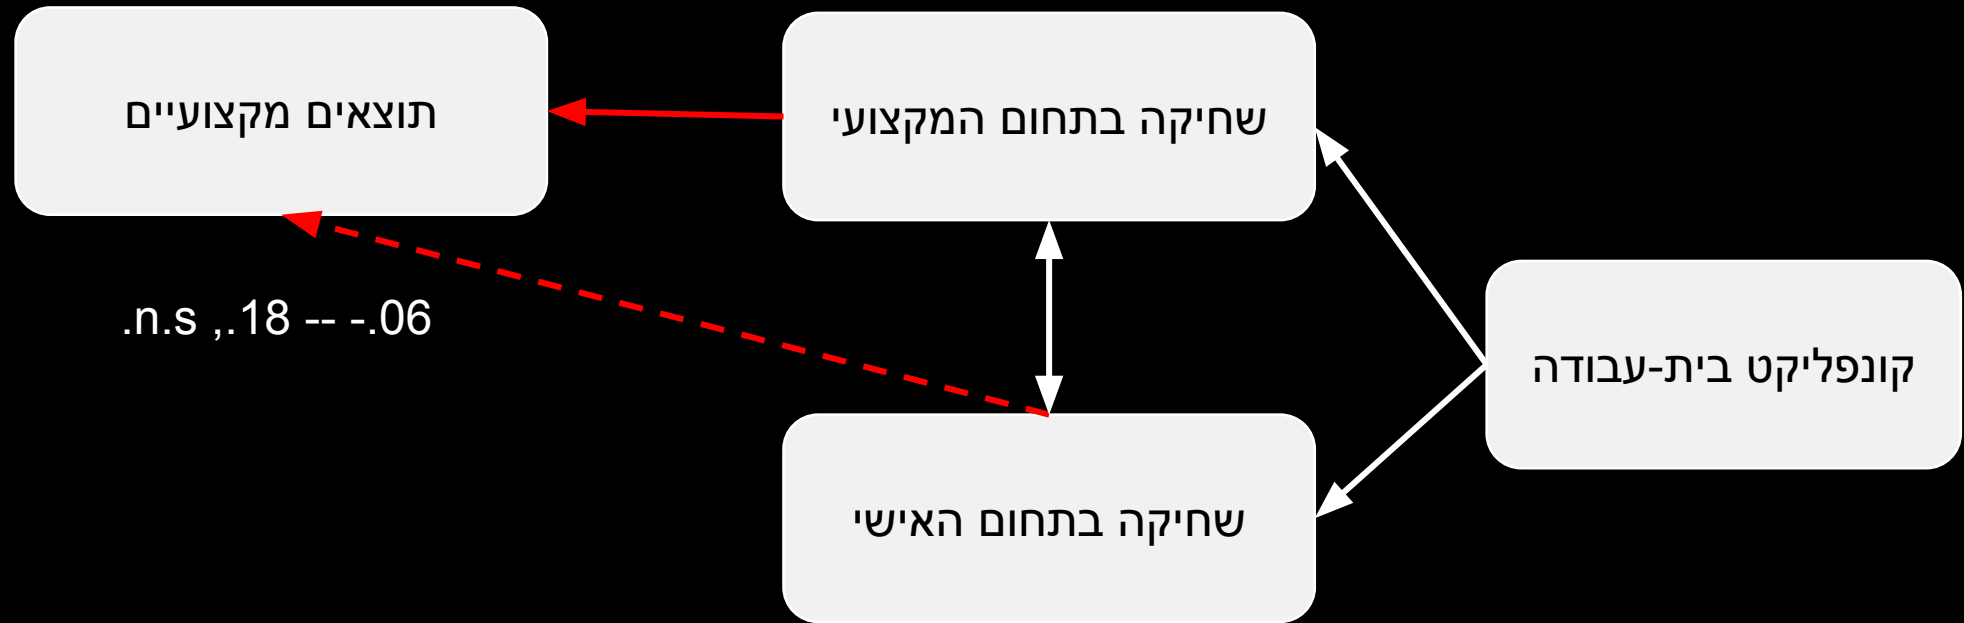 שחיקה בתחום המקצועי
תוצאים מקצועיים
קונפליקט בית-עבודה
-.06 -- .18, n.s.
שחיקה בתחום האישי